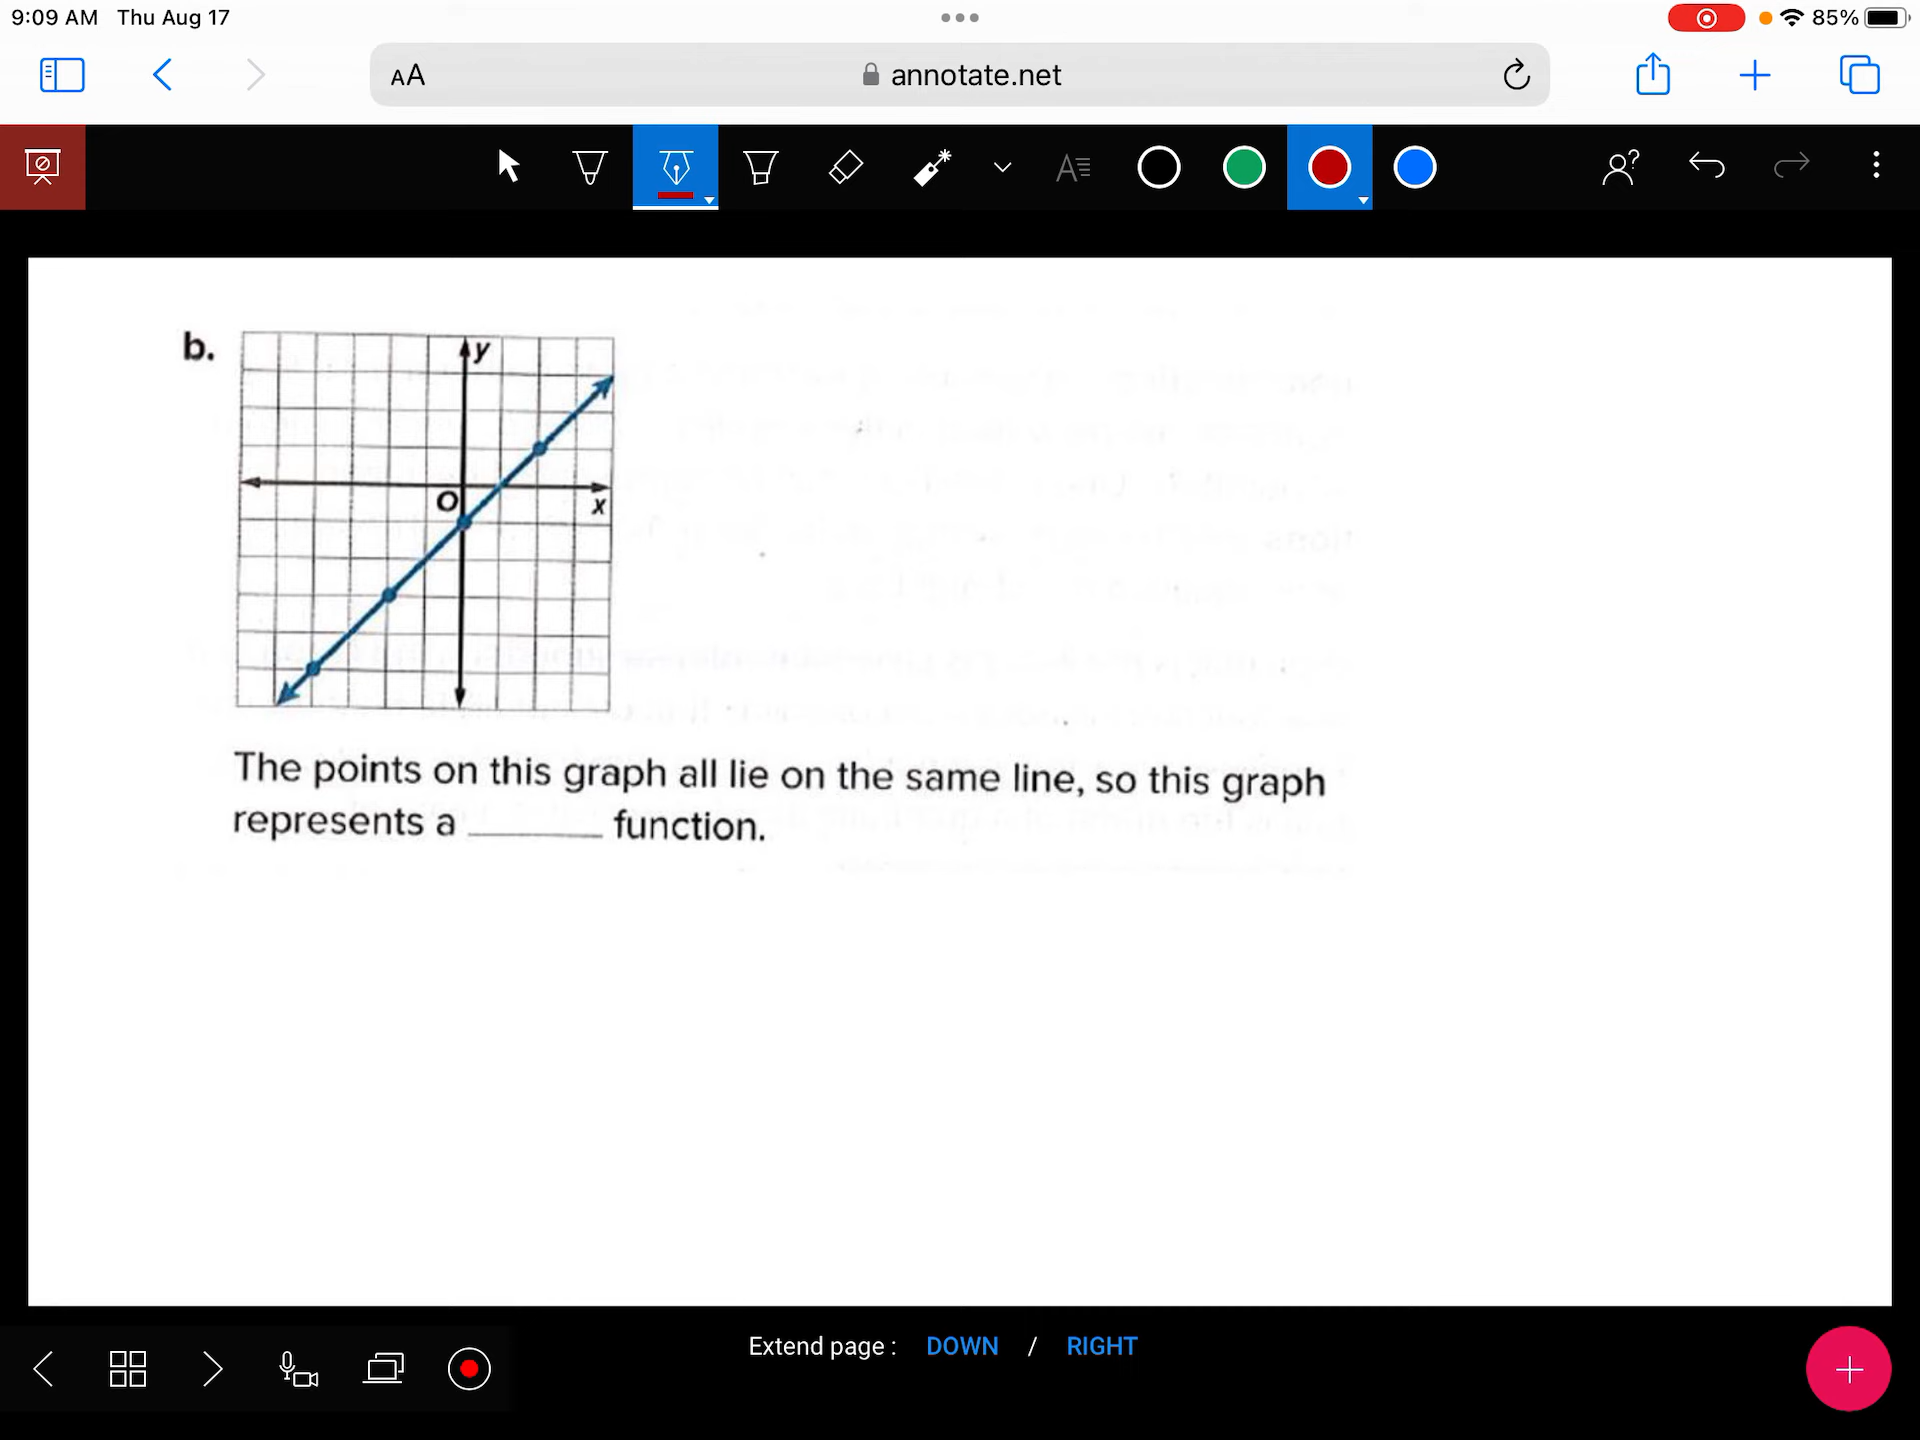 9:09 AM Thu Aug 17
85%
AA
annotate.net
A
b.
y
O
x
The points on this graph all lie on the same line, so this graph
represents a ______ function.
Extend page : DOWN / RIGHT